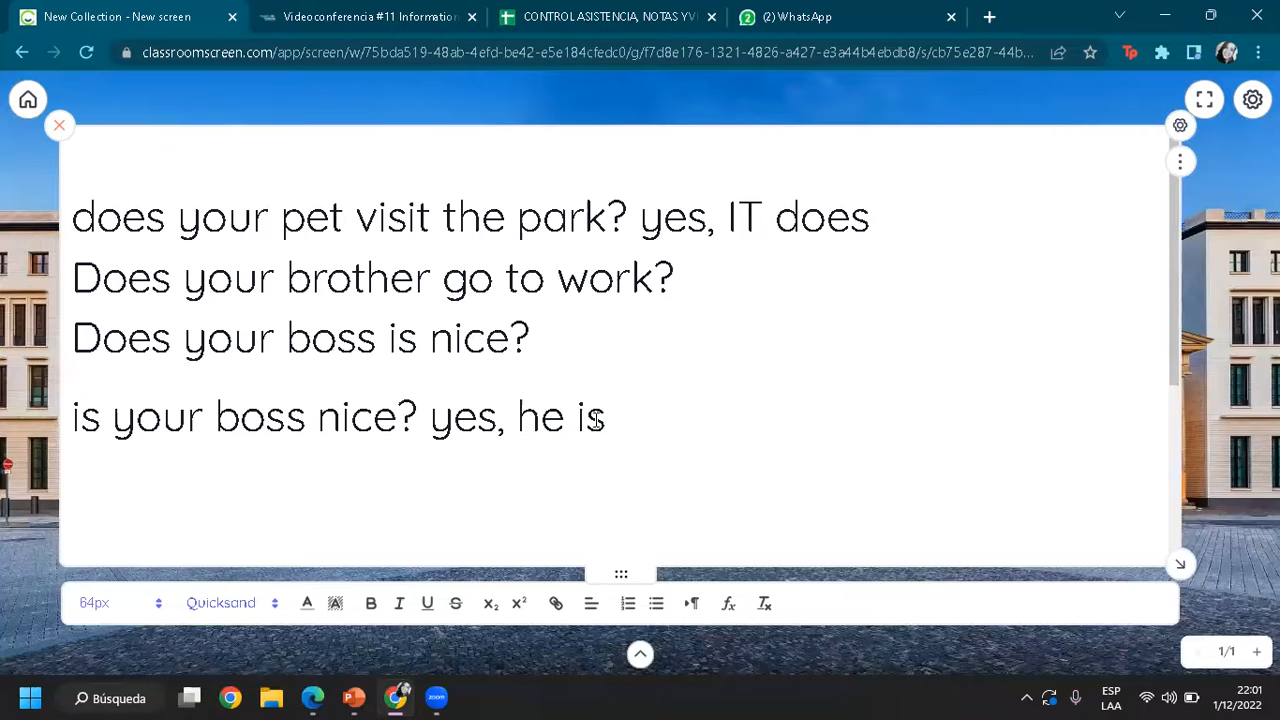 New Collection - New screen
Videoconferencia #11 Information
CONTROL ASISTENCIA, NOTAS Y VI
(2) WhatsApp
classroomscreen.com/app/screen/w/75bda519-48ab-4efd-be42-e5e184cfedc0/g/f7d8e176-1321-4826-a427-e3a44b4ebdb8/s/cb75e287-44b...
does your pet visit the park? yes, IT does
Does your brother go to work?
Does your boss is nice?
is your boss nice? yes, he is
64px
Quicksand
1/1
Búsqueda
zoom
ESP
LAA
22:01
1/12/2022